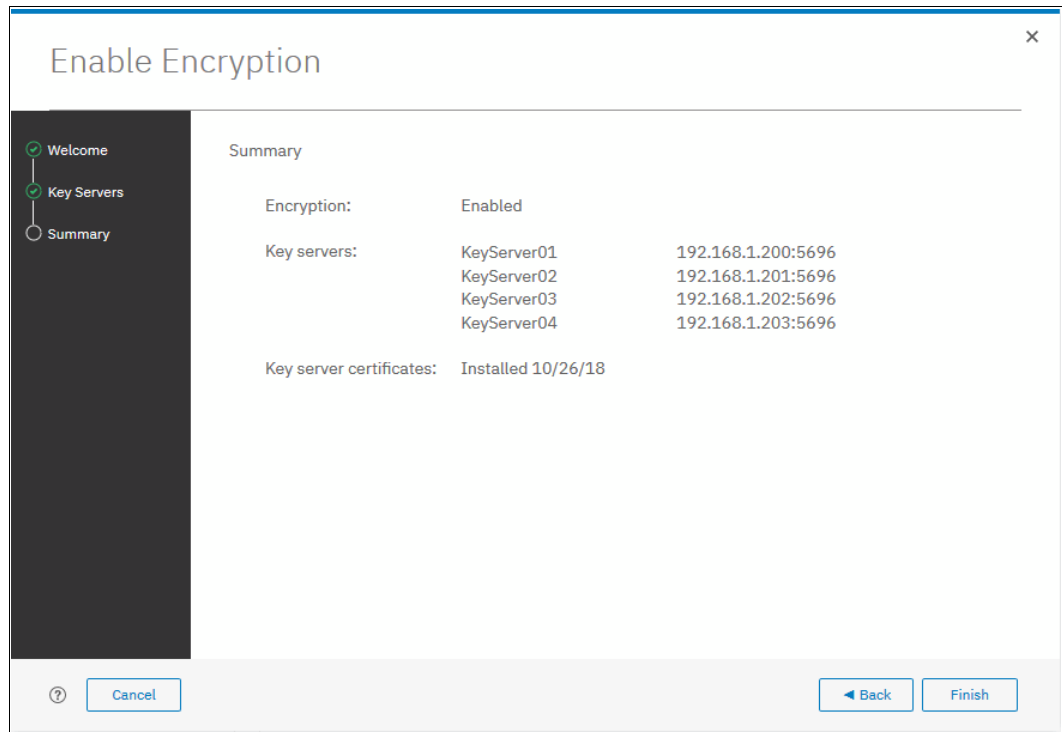 Enable Encryption
×
Welcome
Key Servers
Summary
Summary
Encryption: Enabled
Key servers: KeyServer01 192.168.1.200:5696
KeyServer02 192.168.1.201:5696
KeyServer03 192.168.1.202:5696
KeyServer04 192.168.1.203:5696
Key server certificates: Installed 10/26/18
? Cancel ◄ Back Finish